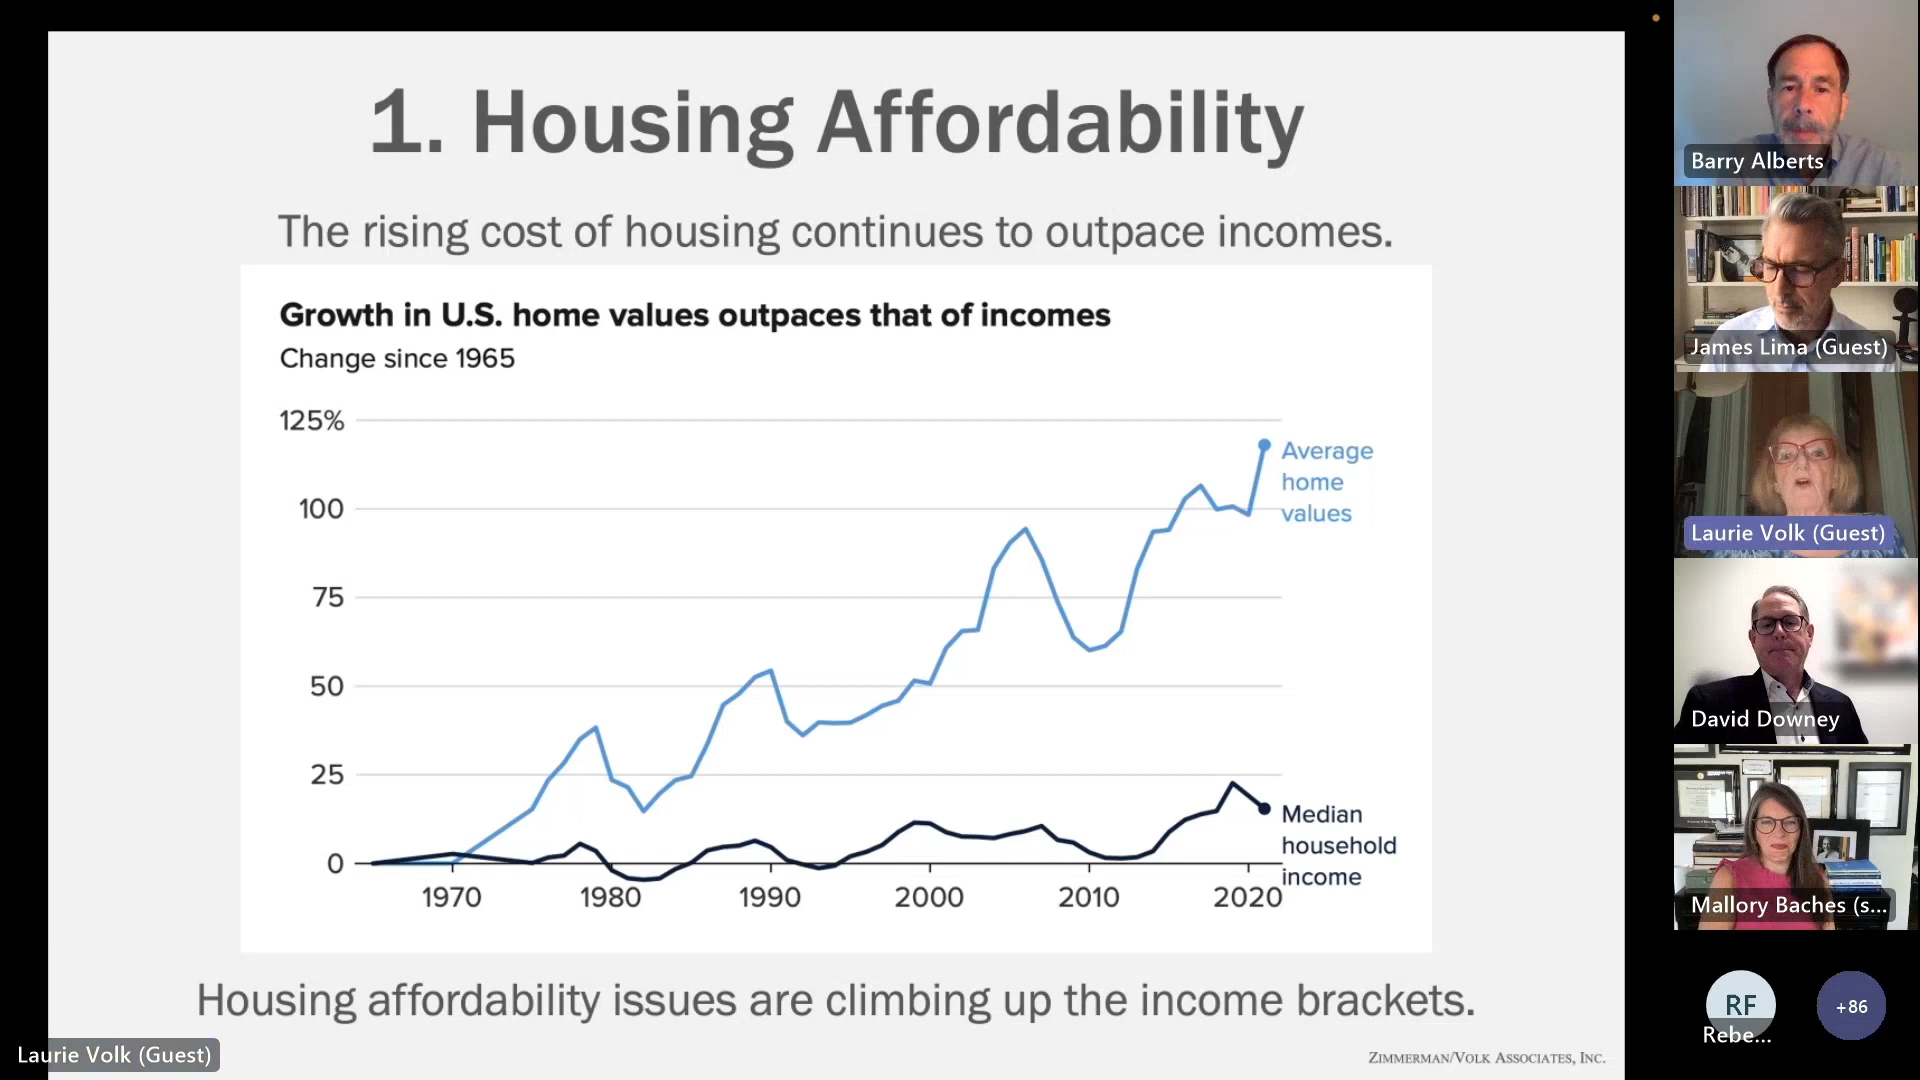 1. Housing Affordability
The rising cost of housing continues to outpace incomes.
Growth in U.S. home values outpaces that of incomes
Change since 1965
125%
100
75
50
25
0
Average
home
values
Median
household
income
1970 1980 1990 2000 2010 2020
Housing affordability issues are climbing up the income brackets.
ZIMMERMAN/VOLK ASSOCIATES, INC.
Laurie Volk (Guest)
Barry Alberts
James Lima (Guest)
Laurie Volk (Guest)
David Downey
Mallory Baches (s...
RF
Rebe...
+86